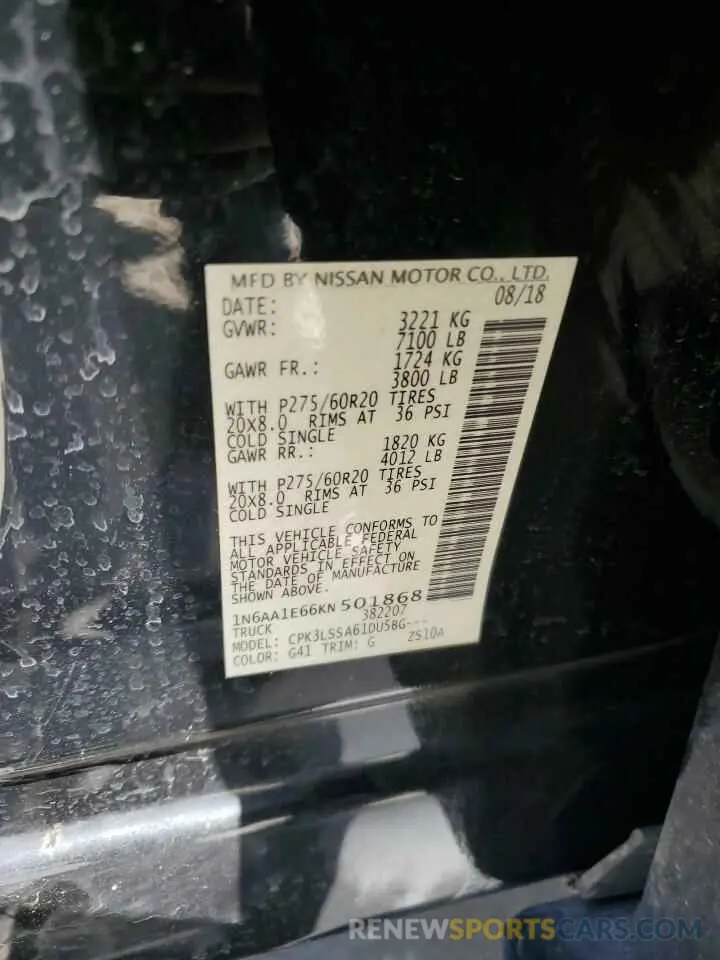 MFD BY NISSAN MOTOR CO., LTD.
DATE: 08/18
GVWR: 3221 KG
7100 LB
GAWR FR.: 1724 KG
3800 LB
WITH P275/60R20 TIRES
20X8.0 RIMS AT 36 PSI
COLD SINGLE
GAWR RR.: 1820 KG
4012 LB
WITH P275/60R20 TIRES
20X8.0 RIMS AT 36 PSI
COLD SINGLE
THIS VEHICLE CONFORMS TO
ALL APPLICABLE FEDERAL
MOTOR VEHICLE SAFETY
STANDARDS IN EFFECT ON
THE DATE OF MANUFACTURE
SHOWN ABOVE.
1N6AA1E66KN501868
TRUCK 382207
MODEL: CPK3LSSA61DU5BG---
COLOR: G41 TRIM: G ZS10A
RENEWSPORTSCARS.COM